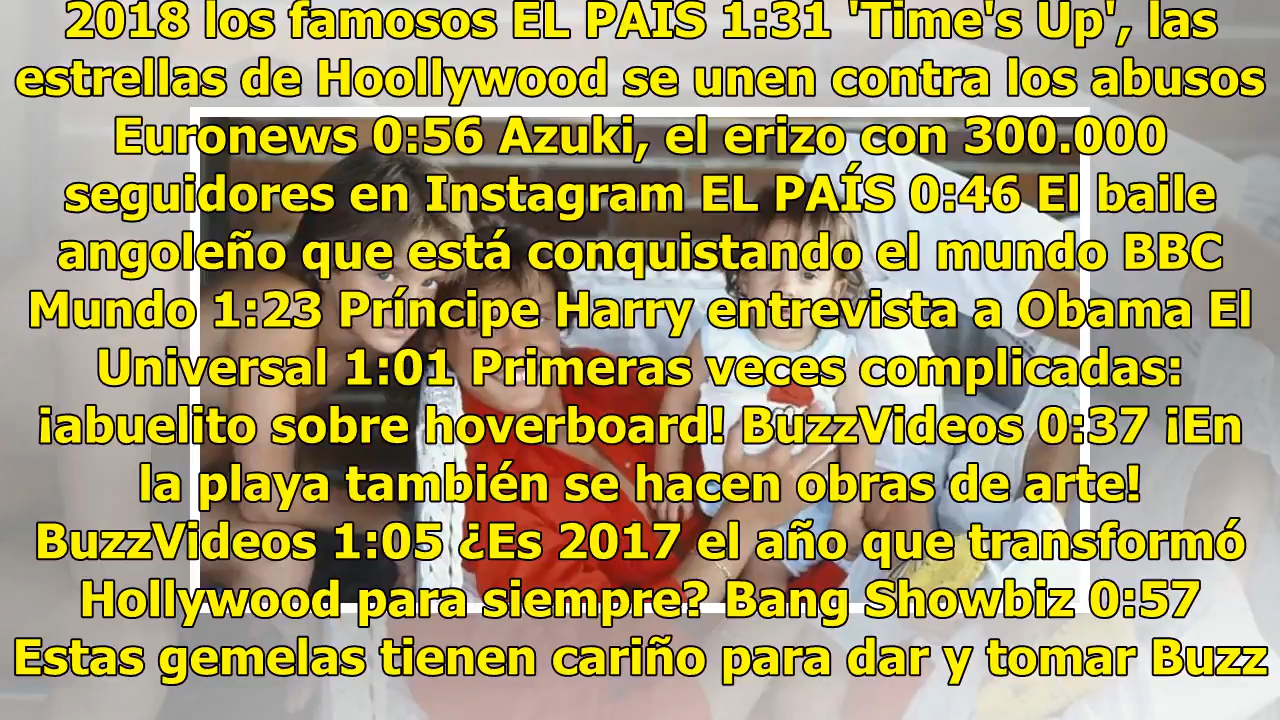 2018 los famosos EL PAÍS 1:31 'Time's Up', las
estrellas de Hoollywood se unen contra los abusos
Euronews 0:56 Azuki, el erizo con 300.000
seguidores en Instagram EL PAÍS 0:46 El baile
angoleño que está conquistando el mundo BBC
Mundo 1:23 Príncipe Harry entrevista a Obama El
Universal 1:01 Primeras veces complicadas:
¡abuelito sobre hoverboard! BuzzVideos 0:37 ¡En
la playa también se hacen obras de arte!
BuzzVideos 1:05 ¿Es 2017 el año que transformó
Hollywood para siempre? Bang Showbiz 0:57
Estas gemelas tienen cariño para dar y tomar Buzz